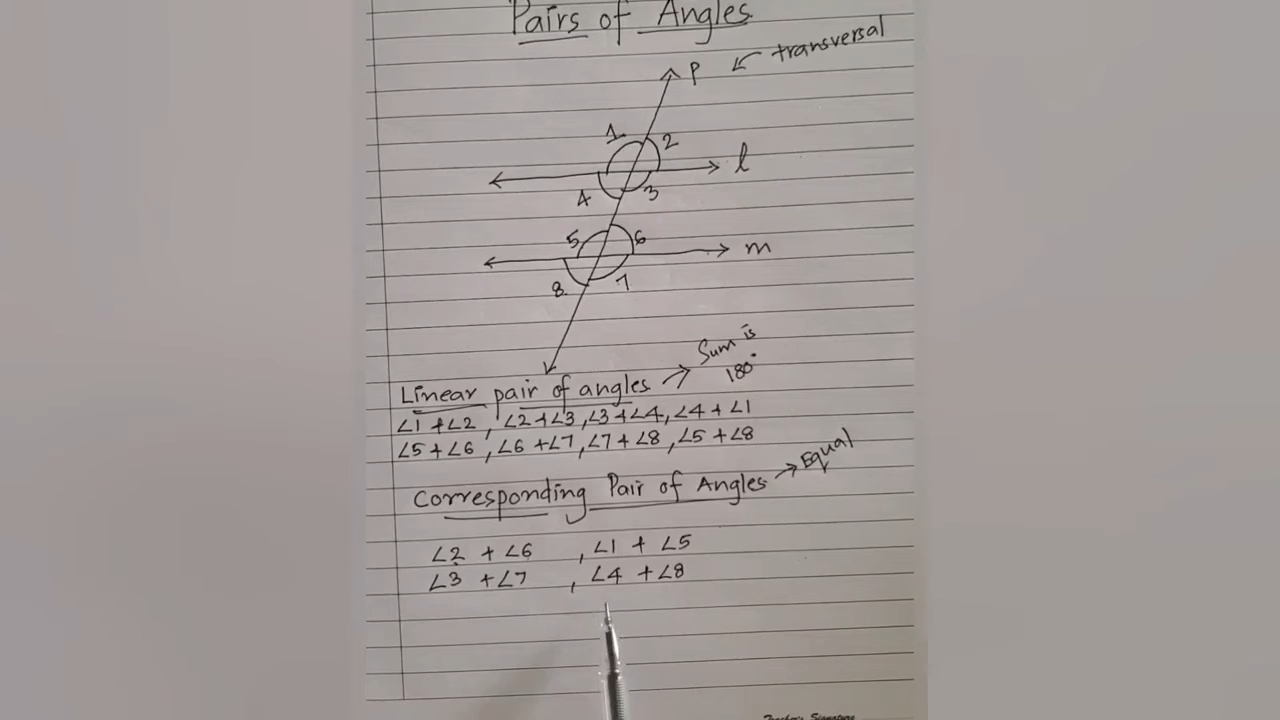 Pairs of Angles
P ↙ transversal
1 2
l
4 3
5 6
m
8 7
Linear pair of angles → Sum is 180°
∠1 + ∠2 , ∠2 + ∠3 , ∠3 + ∠4 , ∠4 + ∠1
∠5 + ∠6 , ∠6 + ∠7 , ∠7 + ∠8 , ∠5 + ∠8
Corresponding Pair of Angles → Equal
∠2 + ∠6 , ∠1 + ∠5
∠3 + ∠7 , ∠4 + ∠8
Teacher's Signature